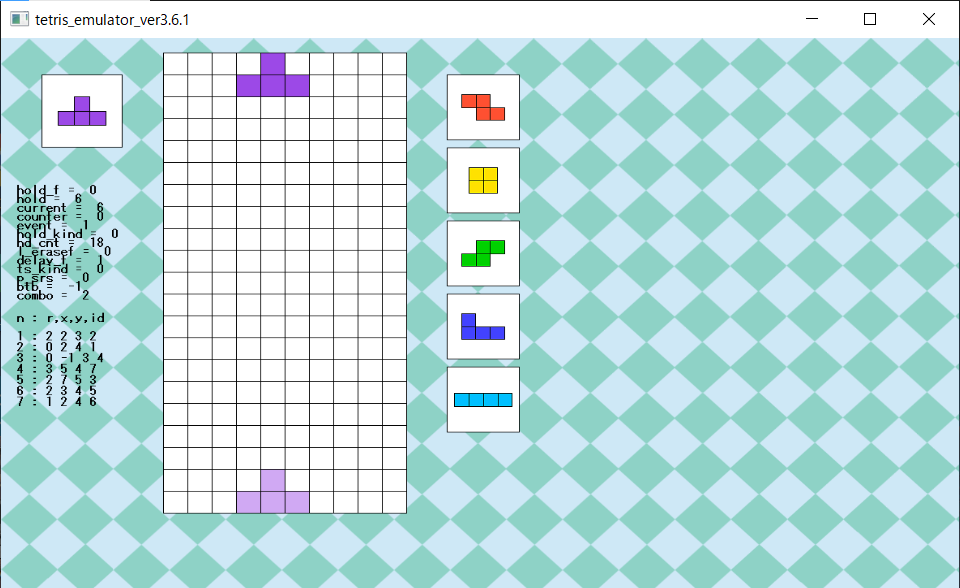 tetris_emulator_ver3.6.1
hold_f = 0
hold = 6
current = 6
counter = 0
event = 1
hold_kind = 0
hd_cnt = 18
l_erasef = 0
delay_f = 1
ts_kind = 0
p_srs = 0
btb = -1
combo = 2
n : r,x,y,id
1 : 2 2 3 2
2 : 0 2 4 1
3 : 0 -1 3 4
4 : 3 5 4 7
5 : 2 7 5 3
6 : 2 3 4 5
7 : 1 2 4 6